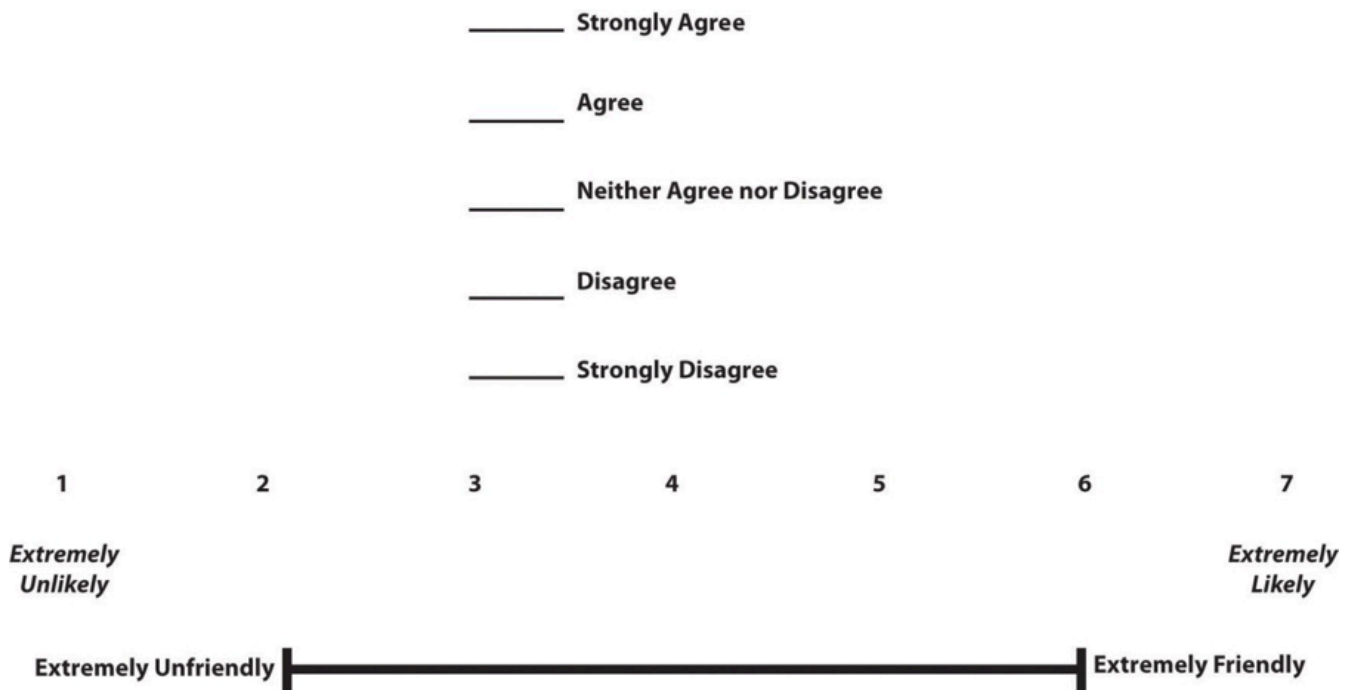 Strongly Agree
Agree
Neither Agree nor Disagree
Disagree
Strongly Disagree
1 2 3 4 5 6 7
Extremely Unlikely
Extremely Likely
Extremely Unfriendly Extremely Friendly